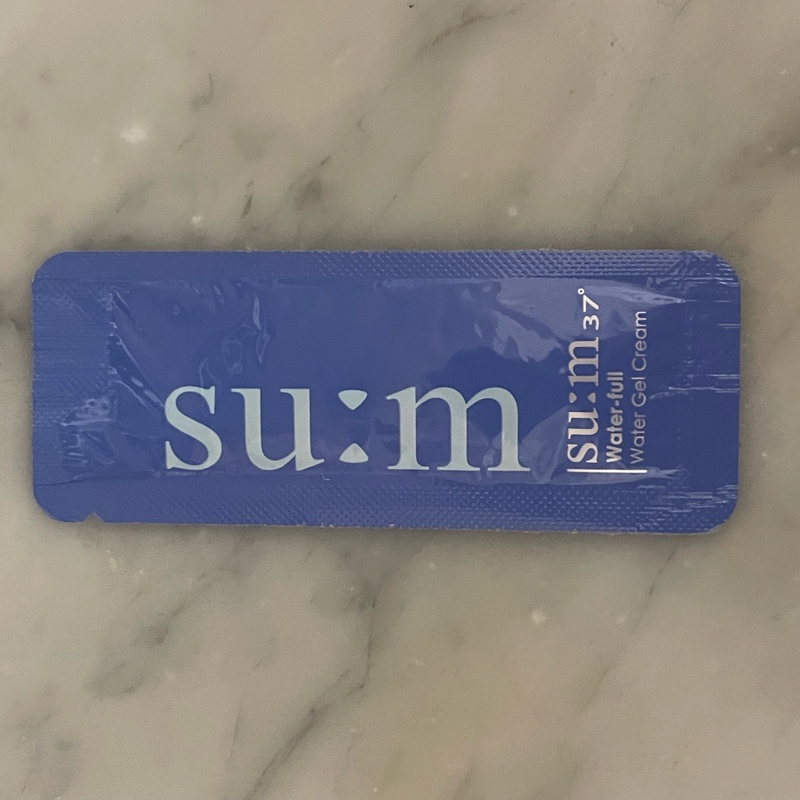 su:m
su:m37°
Water-full
Water Gel Cream